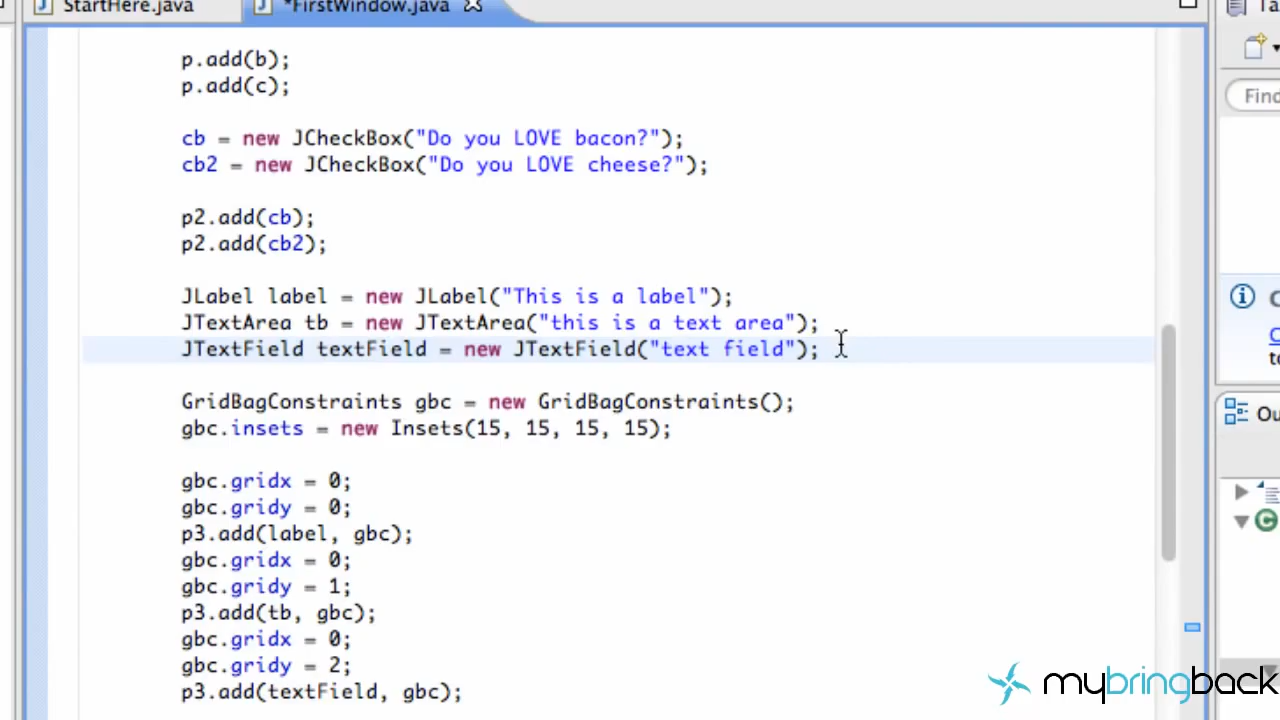 StartHere.java
*FirstWindow.java
p.add(b);
p.add(c);
cb = new JCheckBox("Do you LOVE bacon?");
cb2 = new JCheckBox("Do you LOVE cheese?");
p2.add(cb);
p2.add(cb2);
JLabel label = new JLabel("This is a label");
JTextArea tb = new JTextArea("this is a text area");
JTextField textField = new JTextField("text field");
GridBagConstraints gbc = new GridBagConstraints();
gbc.insets = new Insets(15, 15, 15, 15);
gbc.gridx = 0;
gbc.gridy = 0;
p3.add(label, gbc);
gbc.gridx = 0;
gbc.gridy = 1;
p3.add(tb, gbc);
gbc.gridx = 0;
gbc.gridy = 2;
p3.add(textField, gbc);
Find
Ou
mybringback